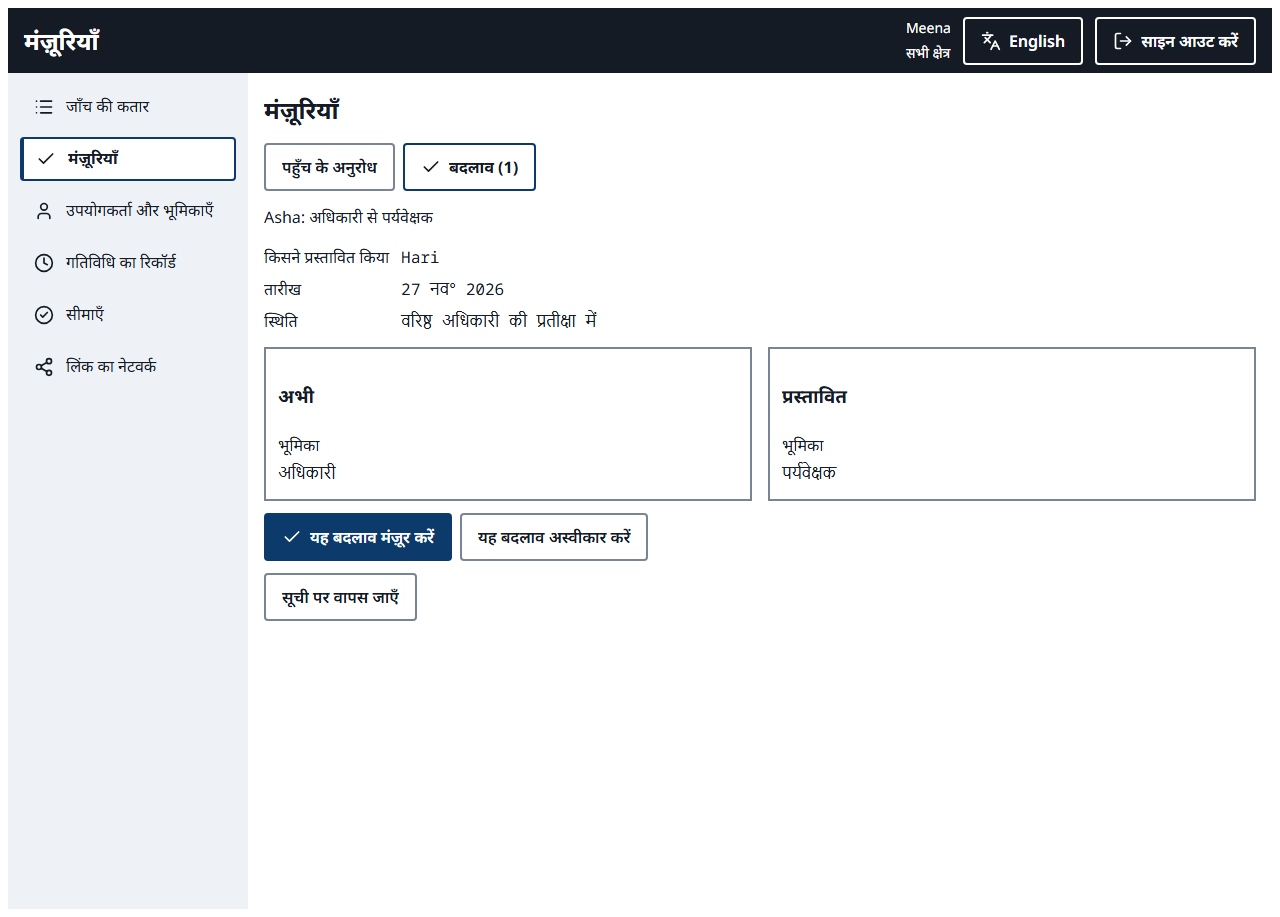 मंज़ूरियाँ
Meena
सभी क्षेत्र
English
साइन आउट करें
जाँच की कतार
मंज़ूरियाँ
उपयोगकर्ता और भूमिकाएँ
गतिविधि का रिकॉर्ड
सीमाएँ
लिंक का नेटवर्क
मंज़ूरियाँ
पहुँच के अनुरोध
बदलाव (1)
Asha: अधिकारी से पर्यवेक्षक
किसने प्रस्तावित किया Hari
तारीख 27 नव॰ 2026
स्थिति वरिष्ठ अधिकारी की प्रतीक्षा में
अभी
भूमिका
अधिकारी
प्रस्तावित
भूमिका
पर्यवेक्षक
यह बदलाव मंज़ूर करें
यह बदलाव अस्वीकार करें
सूची पर वापस जाएँ